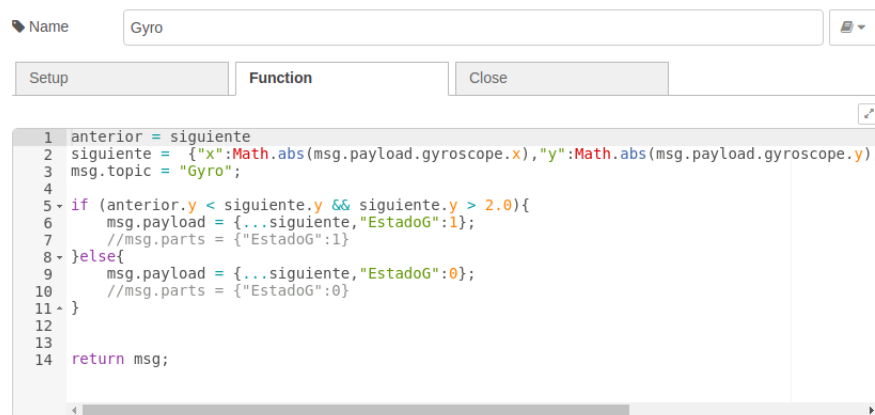 Name
Gyro
Setup
Function
Close
1 anterior = siguiente
2 siguiente =  {"x":Math.abs(msg.payload.gyroscope.x),"y":Math.abs(msg.payload.gyroscope.y)
3 msg.topic = "Gyro";
4
5 if (anterior.y < siguiente.y && siguiente.y > 2.0){
6     msg.payload = {...siguiente,"EstadoG":1};
7     //msg.parts = {"EstadoG":1}
8 }else{
9     msg.payload = {...siguiente,"EstadoG":0};
10     //msg.parts = {"EstadoG":0}
11 }
12
13
14 return msg;